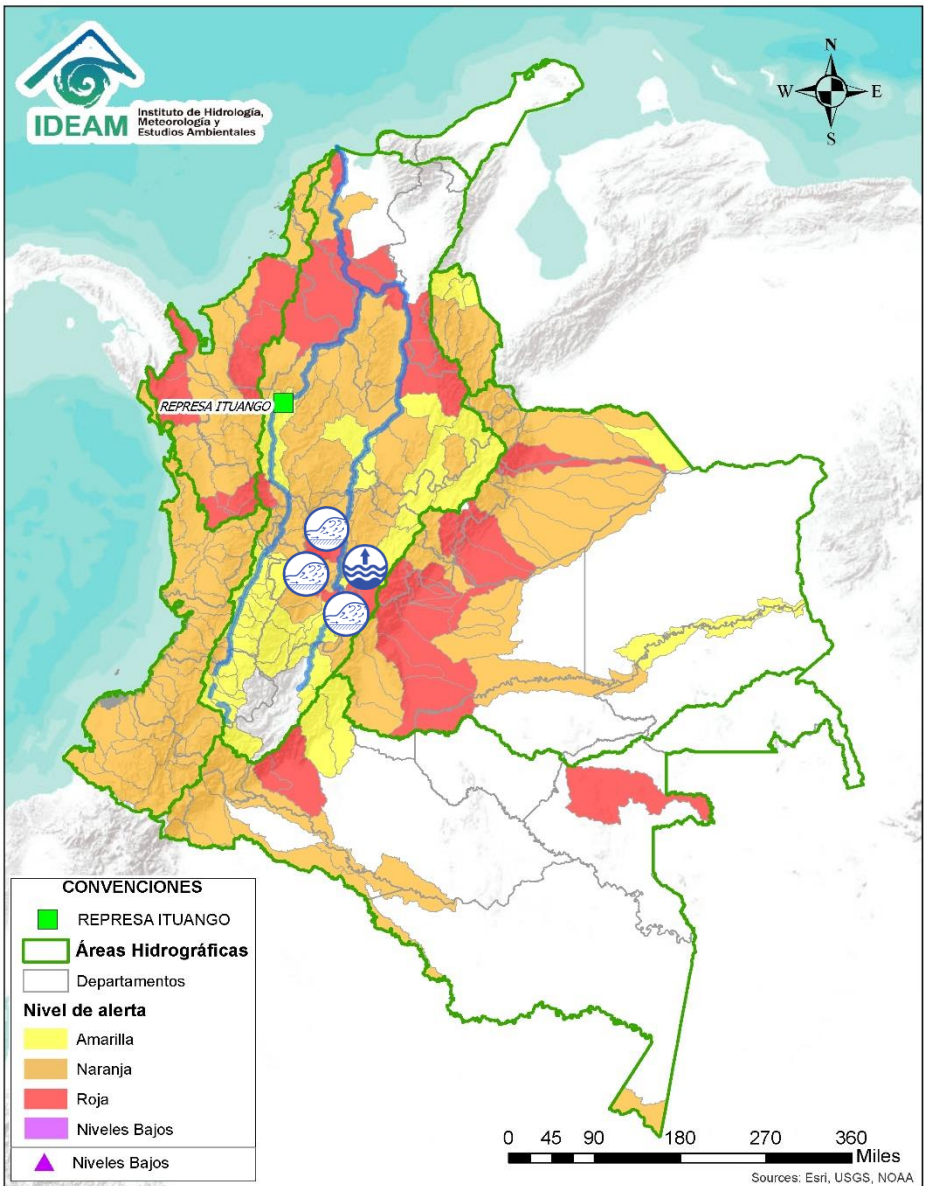 IDEAM
Instituto de Hidrología,
Meteorología y
Estudios Ambientales
N
W
E
S
REPRESA ITUANGO
CONVENCIONES
REPRESA ITUANGO
Áreas Hidrográficas
Departamentos
Nivel de alerta
Amarilla
Naranja
Roja
Niveles Bajos
Niveles Bajos
0 45 90 180 270 360
Miles
Sources: Esri, USGS, NOAA